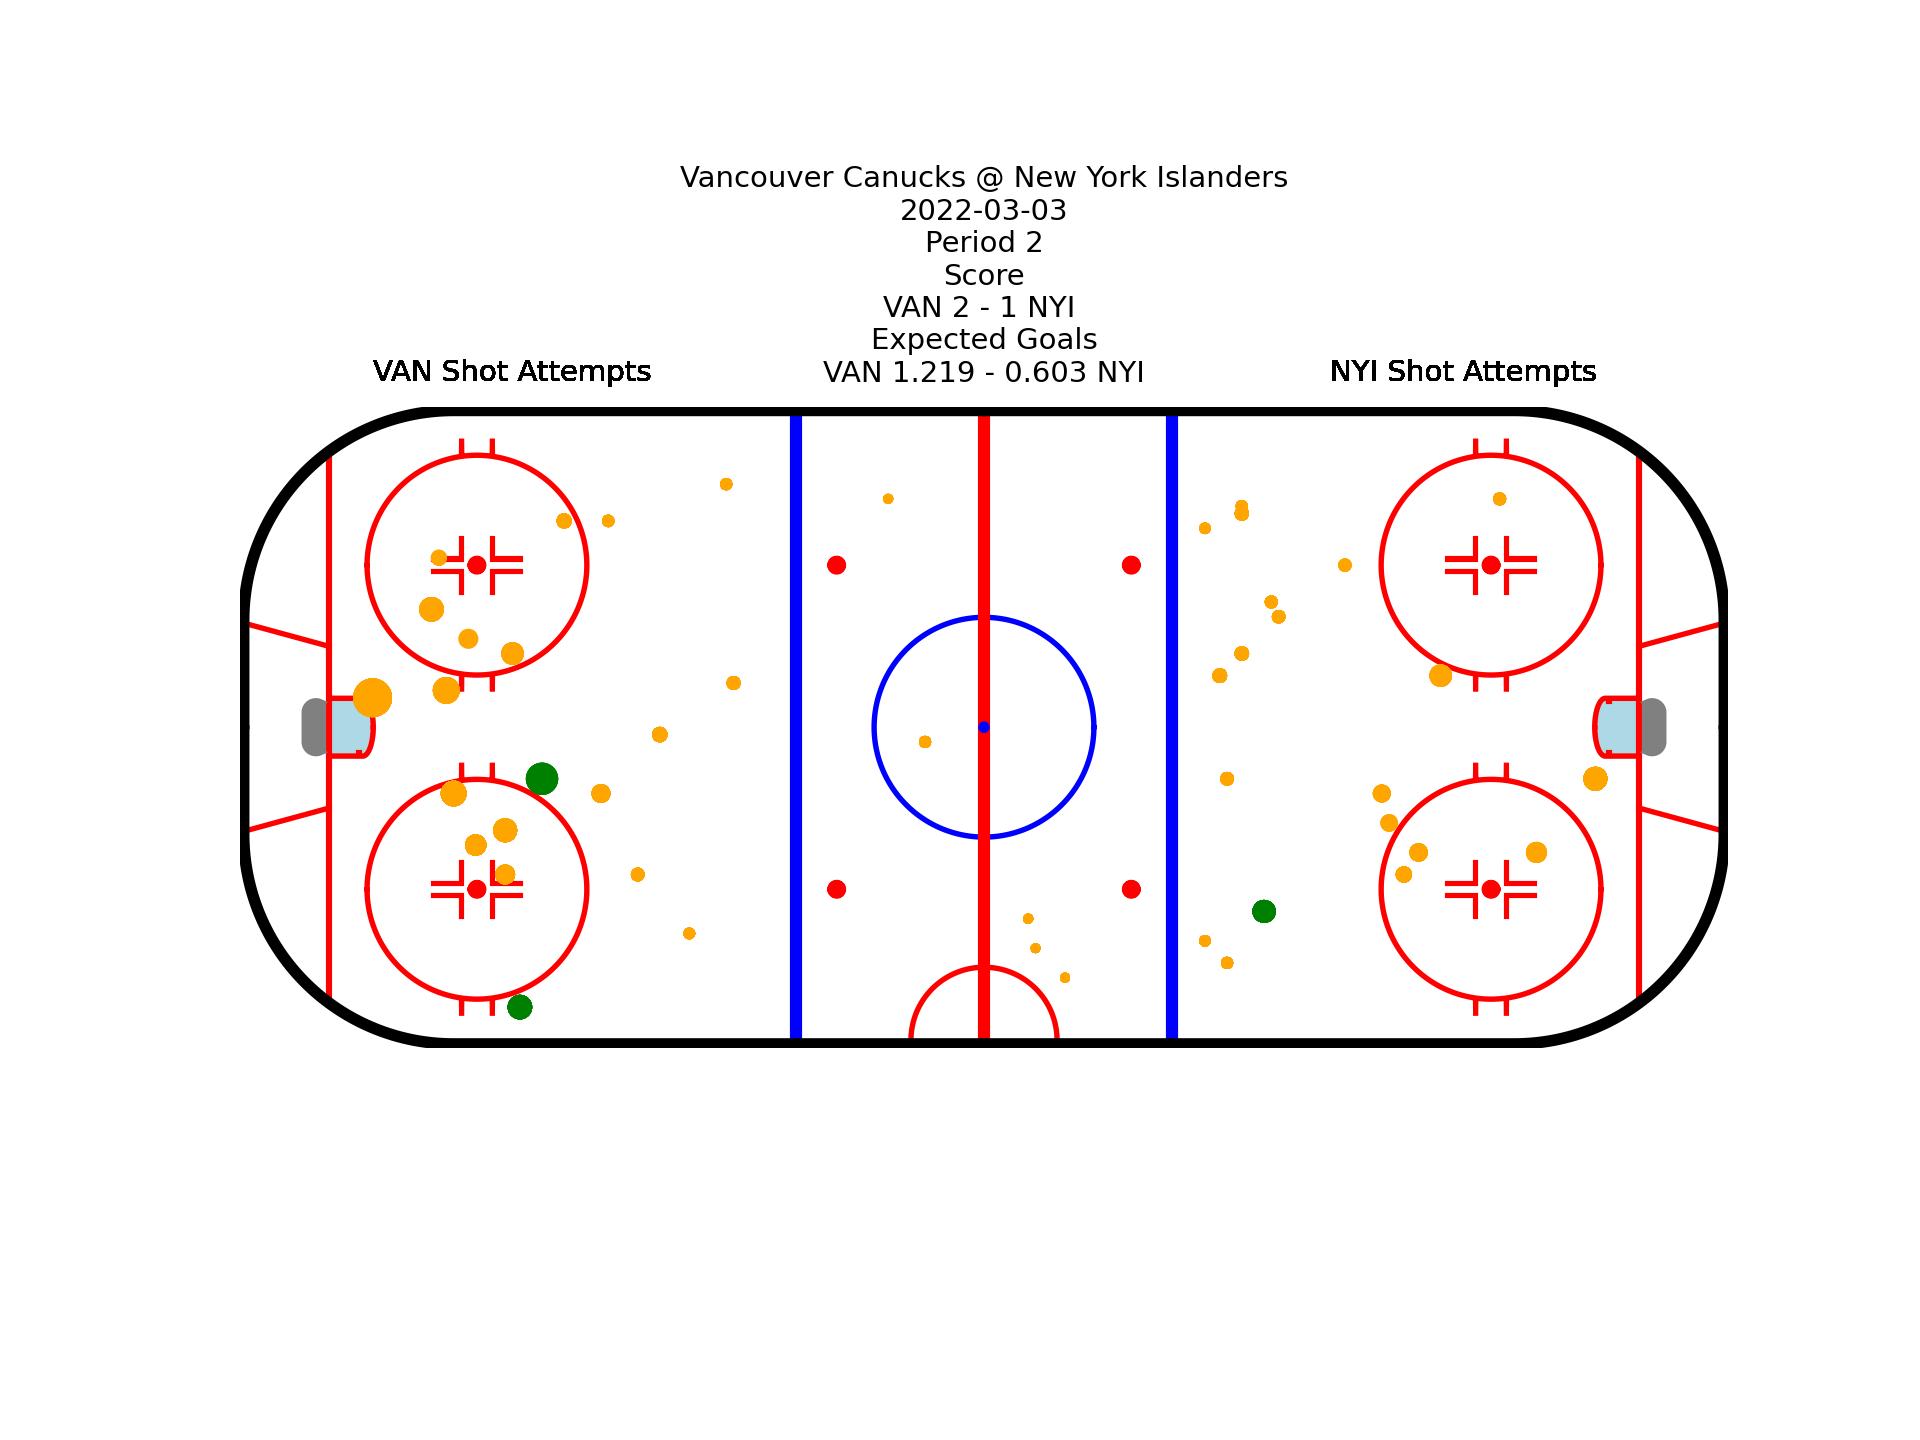 Vancouver Canucks @ New York Islanders
2022-03-03
Period 2
Score
VAN 2 - 1 NYI
Expected Goals
VAN 1.219 - 0.603 NYI
VAN Shot Attempts
NYI Shot Attempts